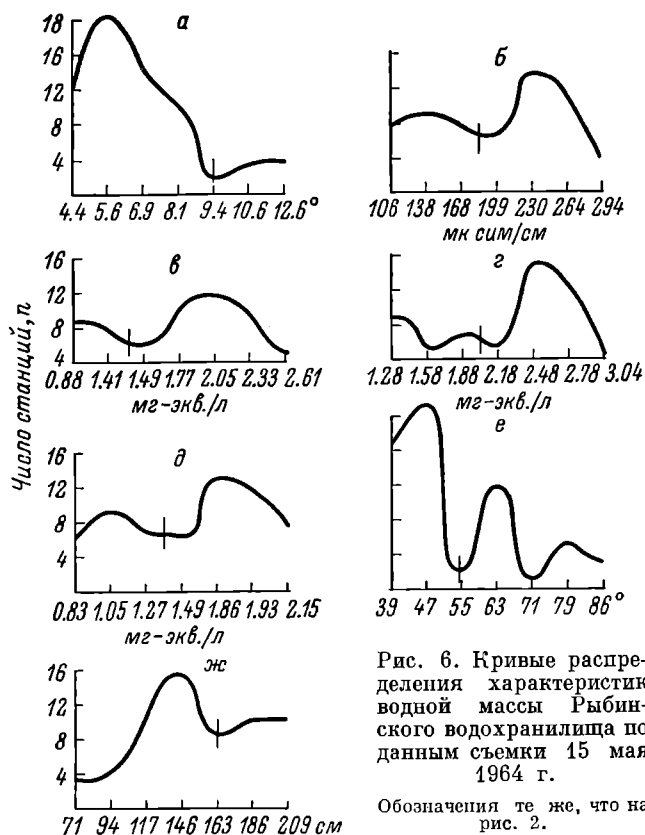 а
18
16
12
8
4
4.4 5.6 6.9 8.1 9.4 10.6 12.6°
б
106 138 168 199 230 264 294
мк сим/см
в
16
12
8
4
0.88 1.41 1.49 1.77 2.05 2.33 2.61
мг-экв./л
г
1.28 1.58 1.88 2.18 2.48 2.78 3.04
мг-экв./л
Число станций, n
д
16
12
8
4
0.83 1.05 1.27 1.49 1.86 1.93 2.15
мг-экв./л
е
39 47 55 63 71 79 86°
ж
16
12
8
4
71 94 117 146 163 186 209 см
Рис. 6. Кривые распре-
деления характеристик
водной массы Рыбин-
ского водохранилища по
данным съемки 15 мая
1964 г.
Обозначения те же, что на
рис. 2.